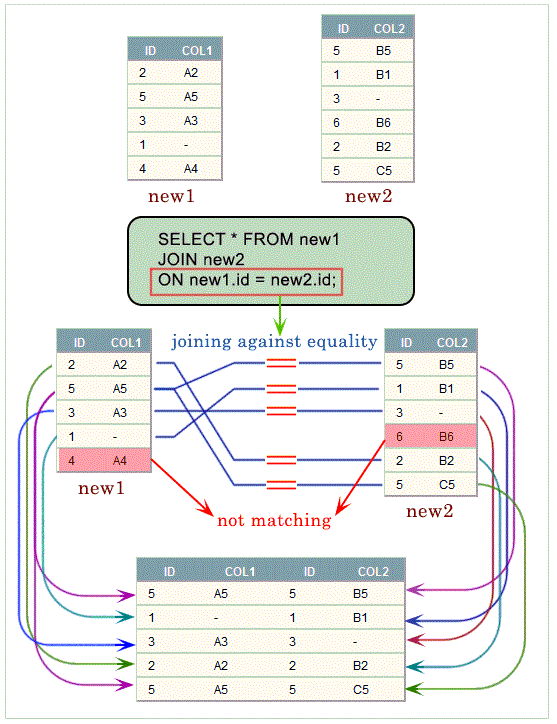 ID COL1
2 A2
5 A5
3 A3
1 -
4 A4
new1
ID COL2
5 B5
1 B1
3 -
6 B6
2 B2
5 C5
new2
SELECT * FROM new1
JOIN new2
ON new1.id = new2.id;
joining against equality
ID COL1
2 A2
5 A5
3 A3
1 -
4 A4
new1
ID COL2
5 B5
1 B1
3 -
6 B6
2 B2
5 C5
new2
not matching
ID COL1 ID COL2
5 A5 5 B5
1 - 1 B1
3 A3 3 -
2 A2 2 B2
5 A5 5 C5